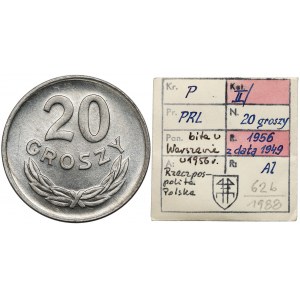 20
GROSZY
Kr. P
Kat. II/
Pr. PRL
N. 20 groszy
Pan. bita w Warszawie w 1956 r.
R. 1956 z datą 1949
A: Rzeczpospolita Polska
Al
626
1988